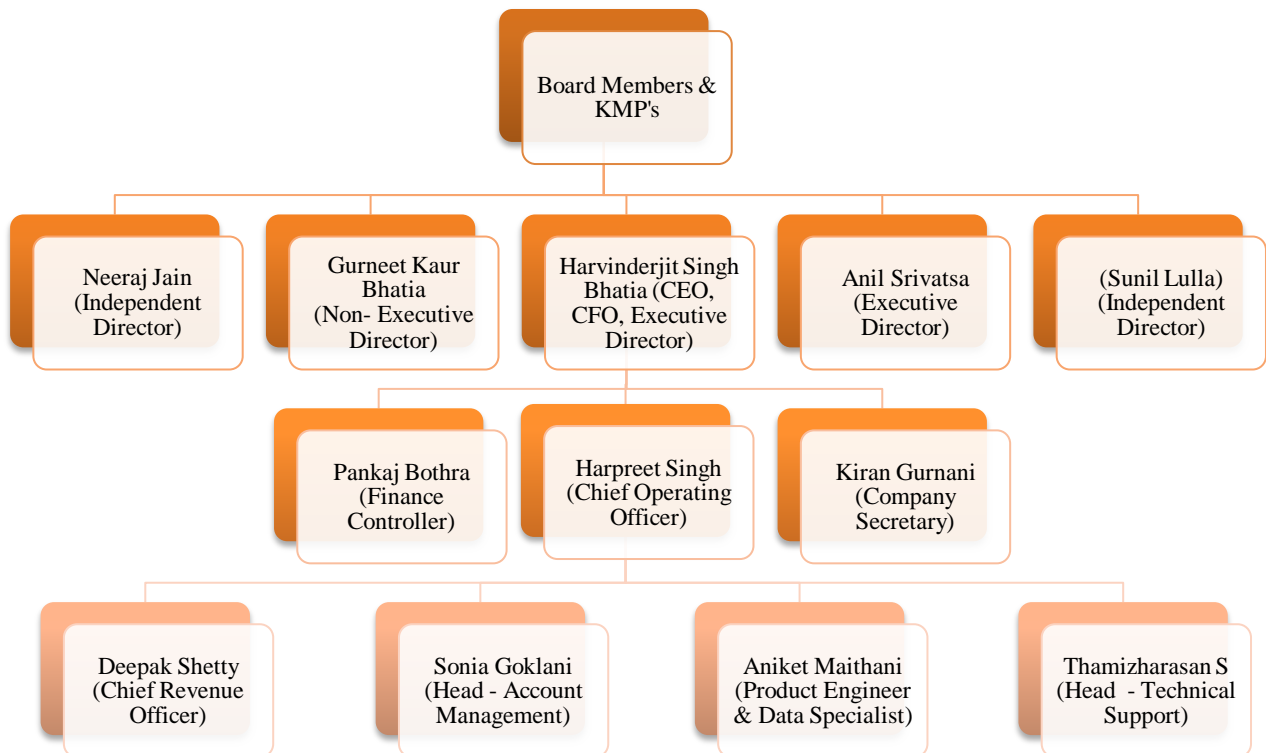 Board Members &
KMP's
Neeraj Jain
(Independent
Director)
Gurneet Kaur
Bhatia
(Non- Executive
Director)
Harvinderjit Singh
Bhatia (CEO,
CFO, Executive
Director)
Anil Srivatsa
(Executive
Director)
(Sunil Lulla)
(Independent
Director)
Pankaj Bothra
(Finance
Controller)
Harpreet Singh
(Chief Operating
Officer)
Kiran Gurnani
(Company
Secretary)
Deepak Shetty
(Chief Revenue
Officer)
Sonia Goklani
(Head - Account
Management)
Aniket Maithani
(Product Engineer
& Data Specialist)
Thamizharasan S
(Head  - Technical
Support)